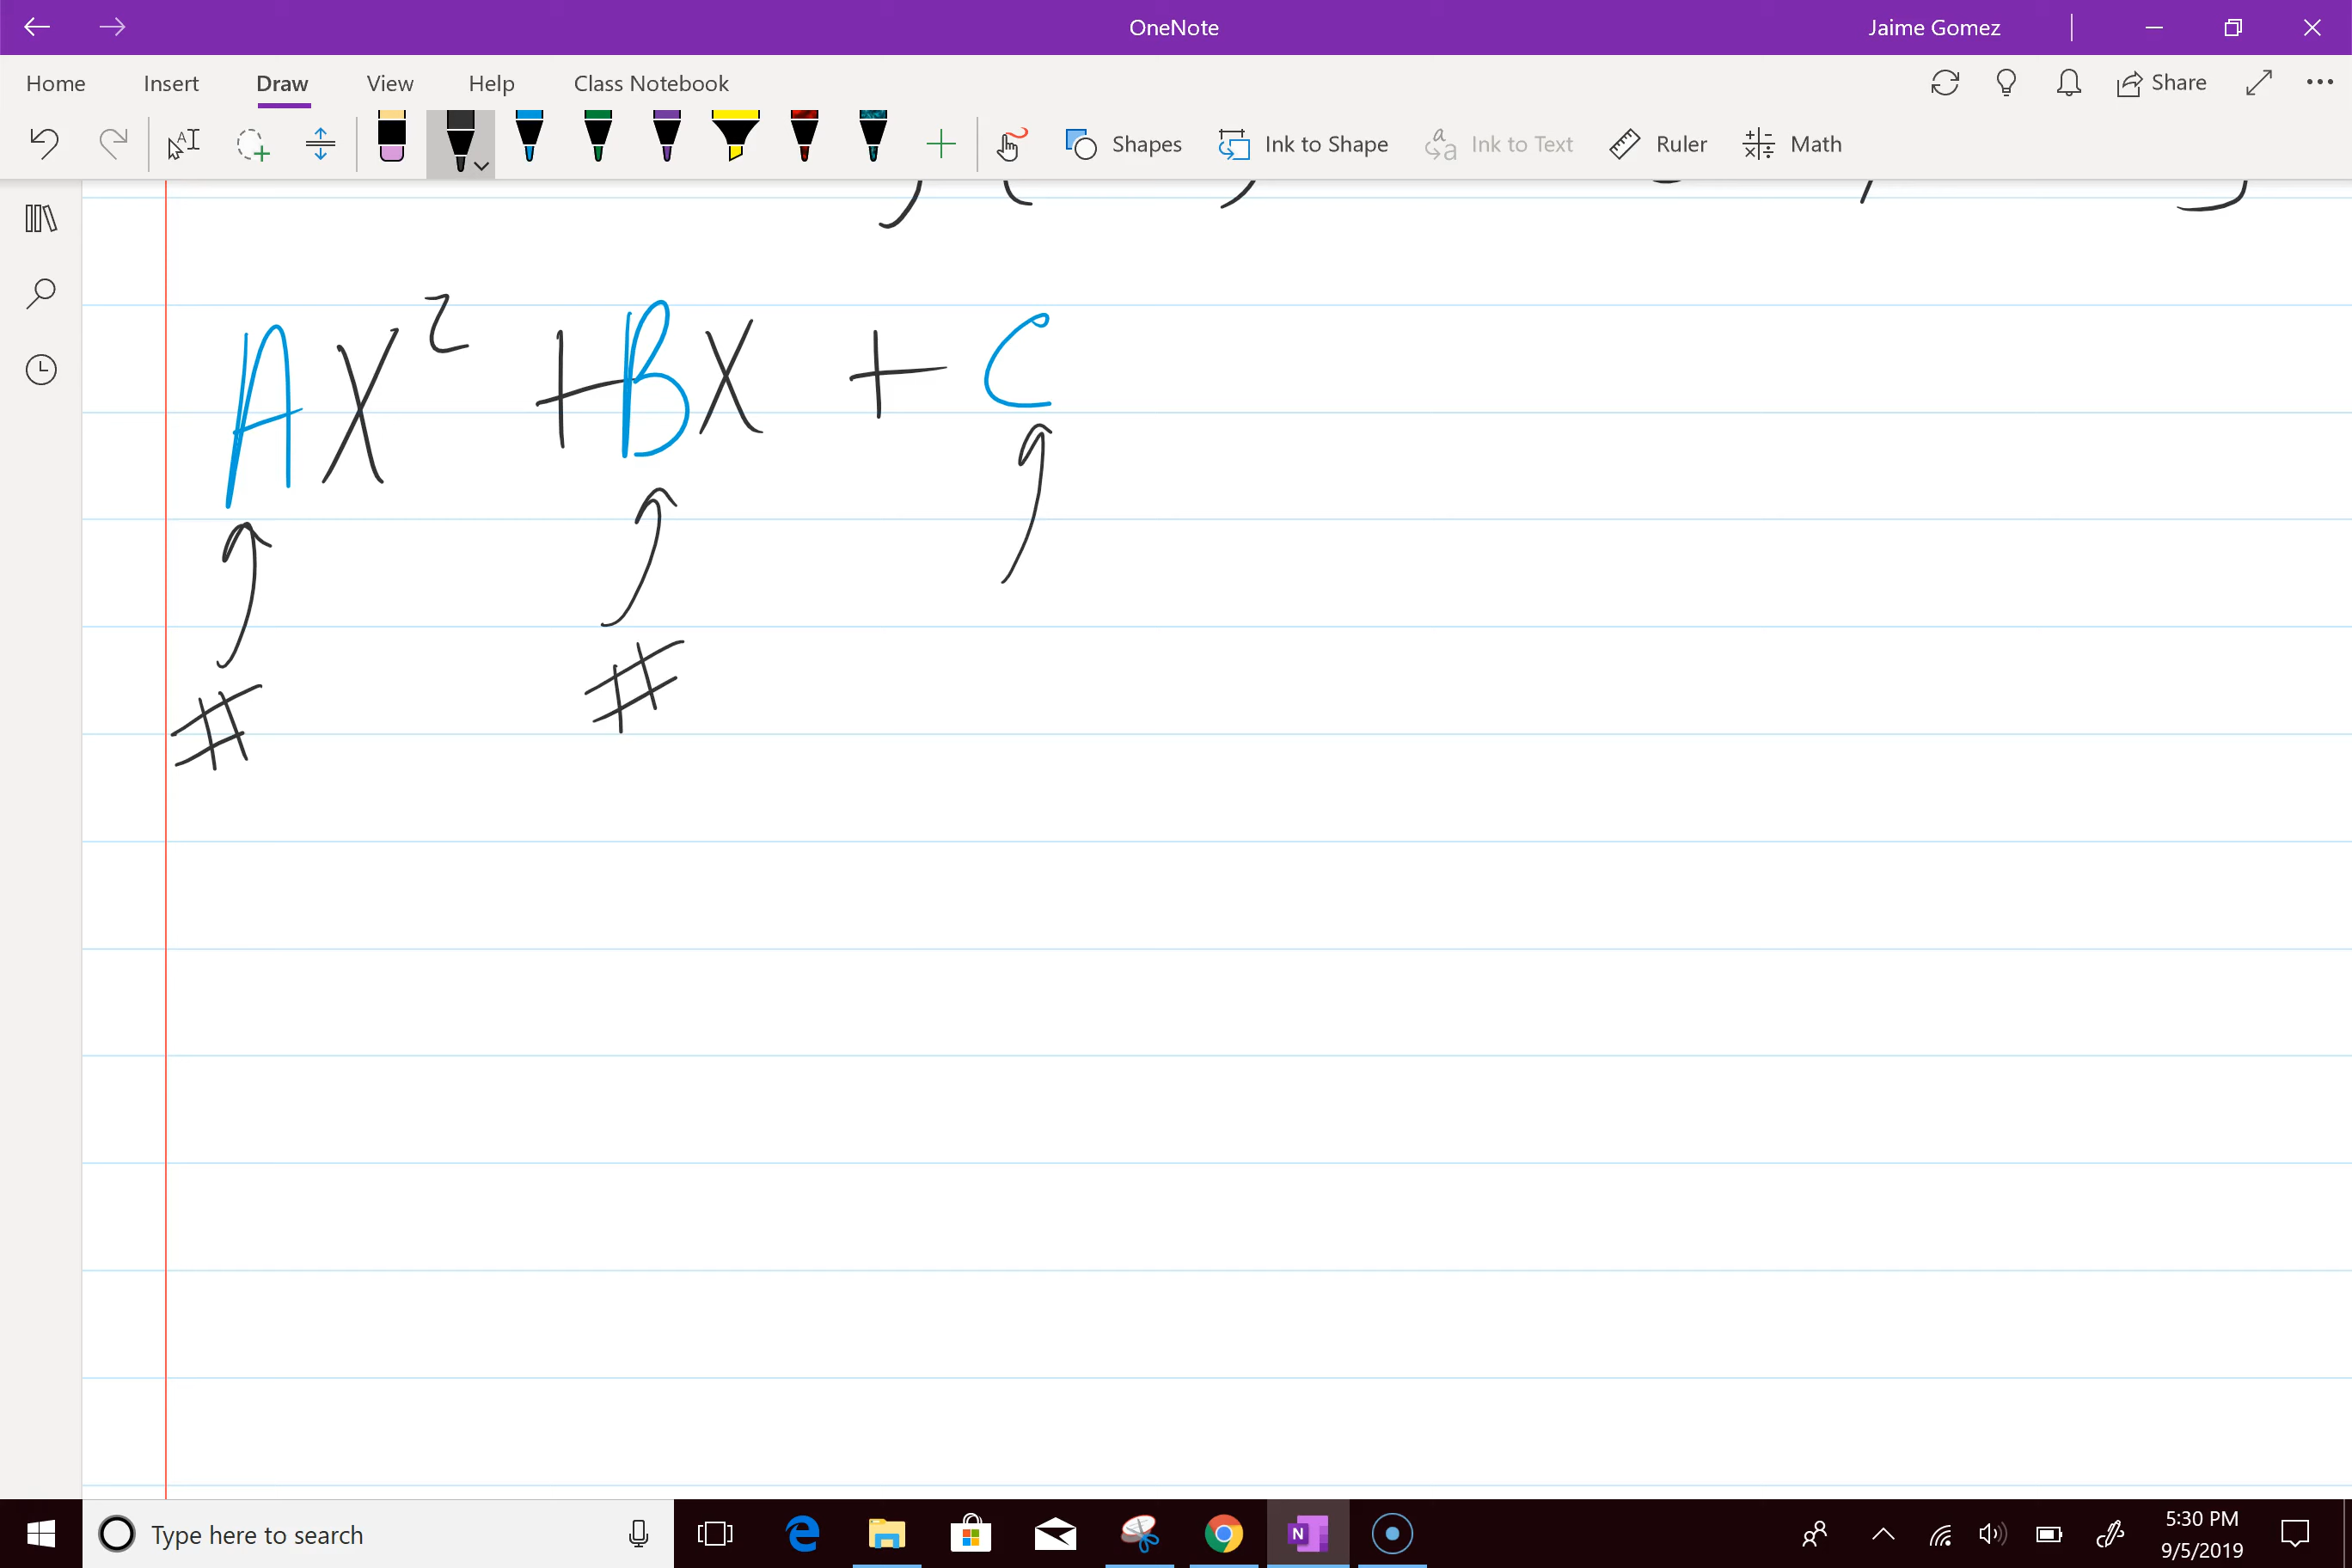 OneNote
Jaime Gomez
Home Insert Draw View Help Class Notebook
Share
Shapes Ink to Shape Ink to Text Ruler Math
AX² +BX + C
# #
Type here to search
5:30 PM
9/5/2019